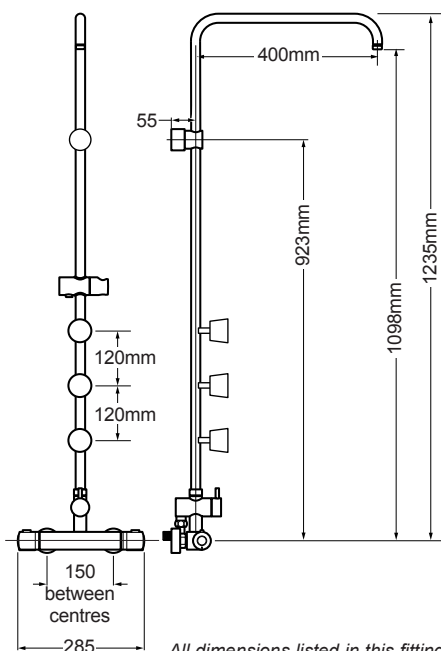 400mm
55
923mm
1098mm
1235mm
120mm
120mm
150
between
centres
285
All dimensions listed in this fitting